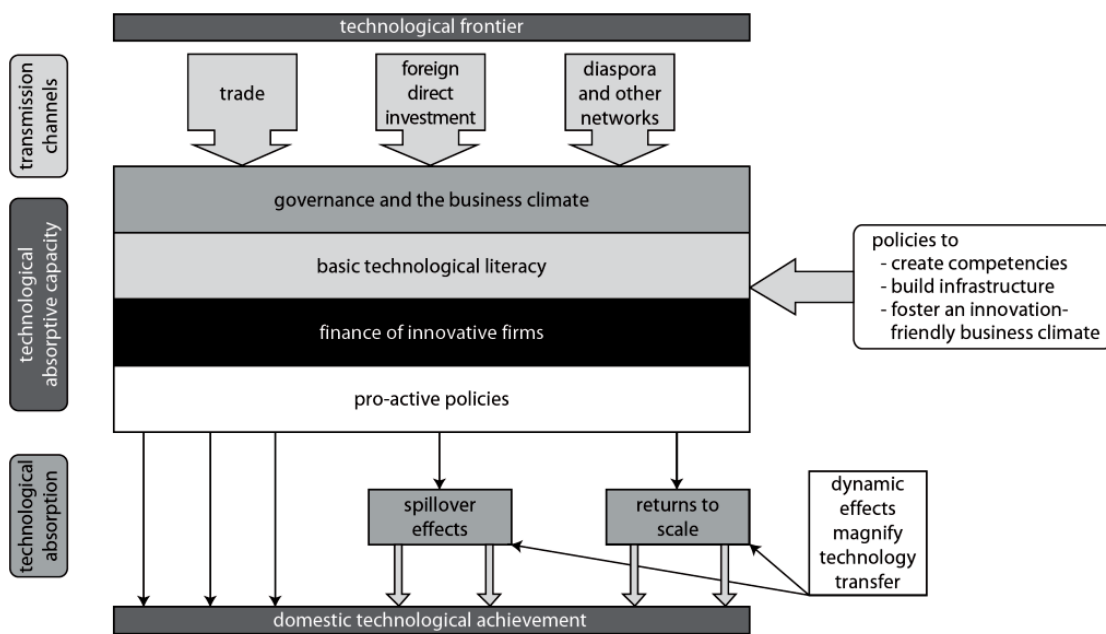 technological frontier
transmission
channels
trade
foreign
direct
investment
diaspora
and other
networks
technological
absorptive capacity
governance and the business climate
basic technological literacy
finance of innovative firms
pro-active policies
policies to
- create competencies
- build infrastructure
- foster an innovation-
friendly business climate
technological
absorption
spillover
effects
returns to
scale
dynamic
effects
magnify
technology
transfer
domestic technological achievement